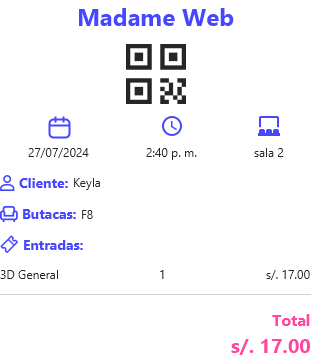 Madame Web
27/07/2024 2:40 p. m. sala 2
Cliente: Keyla
Butacas: F8
Entradas:
3D General 1 s/. 17.00
Total
s/. 17.00